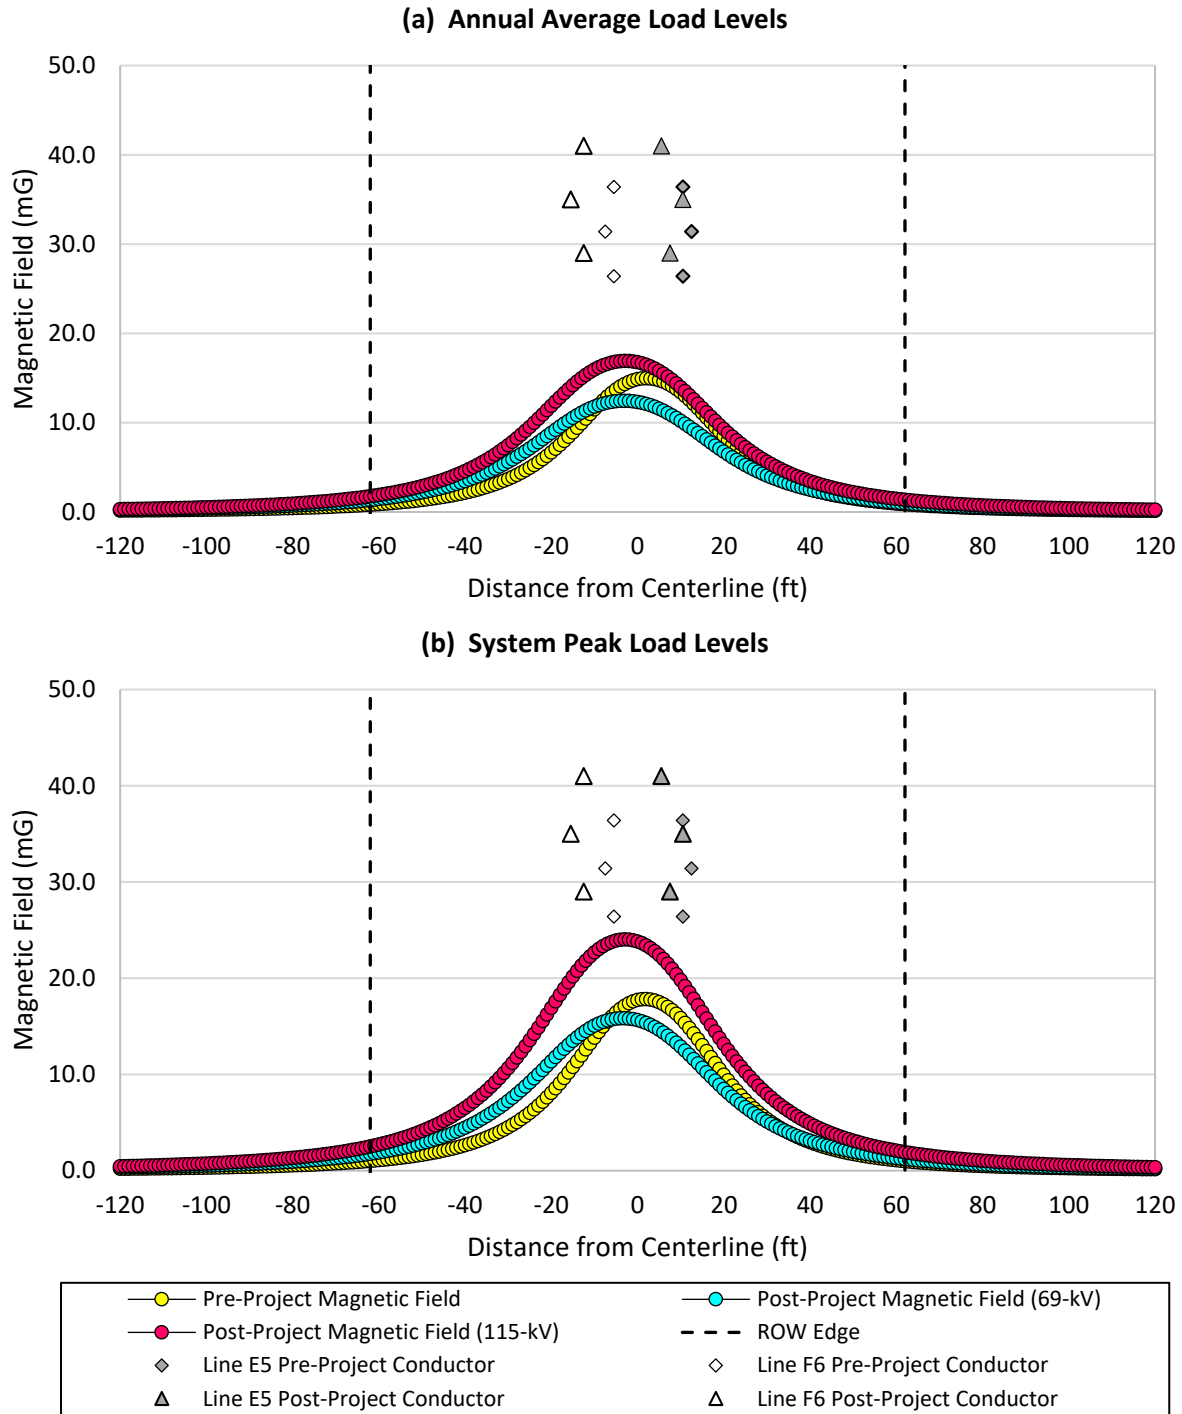 (a) Annual Average Load Levels
50.0
40.0
30.0
20.0
10.0
0.0
Magnetic Field (mG)
-120 -100 -80 -60 -40 -20 0 20 40 60 80 100 120
Distance from Centerline (ft)
(b) System Peak Load Levels
50.0
40.0
30.0
20.0
10.0
0.0
Magnetic Field (mG)
-120 -100 -80 -60 -40 -20 0 20 40 60 80 100 120
Distance from Centerline (ft)
Pre-Project Magnetic Field Post-Project Magnetic Field (69-kV)
Post-Project Magnetic Field (115-kV) ROW Edge
Line E5 Pre-Project Conductor Line F6 Pre-Project Conductor
Line E5 Post-Project Conductor Line F6 Post-Project Conductor